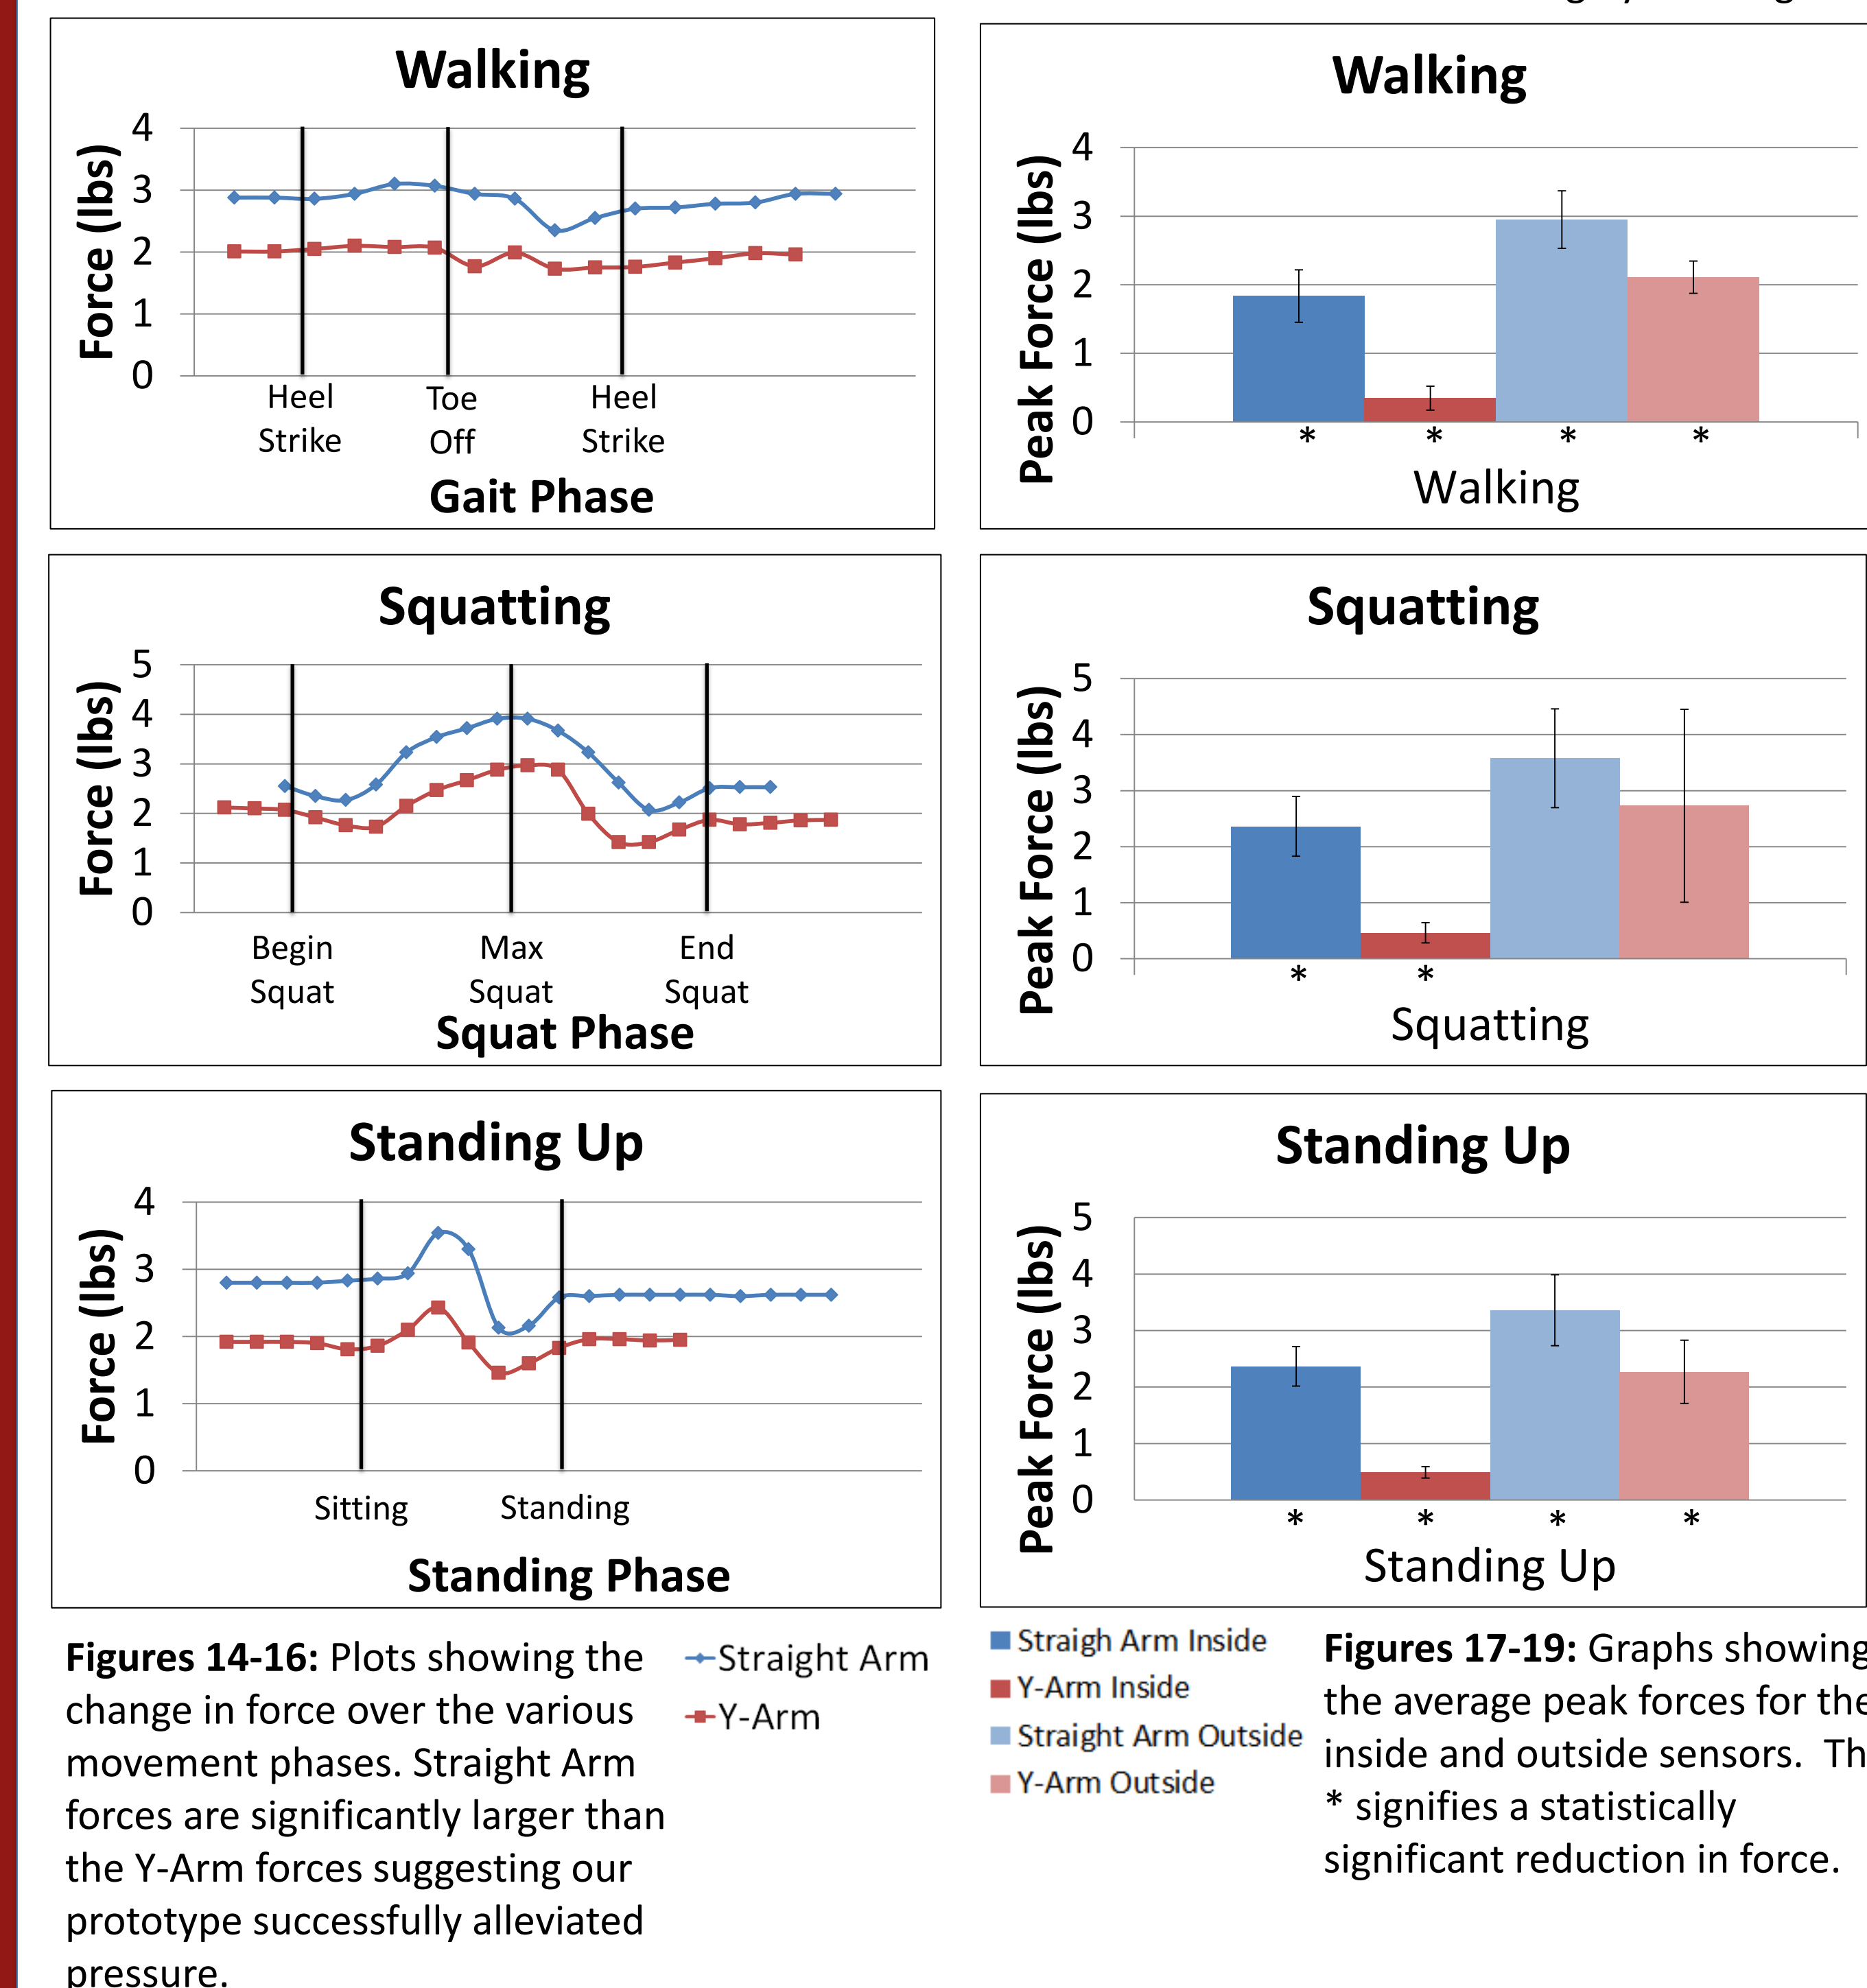 Walking
4
3
2
1
0
Force (lbs)
Heel Strike
Toe Off
Heel Strike
Gait Phase
Walking
4
3
2
1
0
Peak Force (lbs)
* * * *
Walking
Squatting
5
4
3
2
1
0
Force (lbs)
Begin Squat
Max Squat
End Squat
Squat Phase
Squatting
5
4
3
2
1
0
Peak Force (lbs)
* *
Squatting
Standing Up
4
3
2
1
0
Force (lbs)
Sitting
Standing
Standing Phase
Standing Up
5
4
3
2
1
0
Peak Force (lbs)
* * * *
Standing Up
Figures 14-16: Plots showing the
change in force over the various
movement phases. Straight Arm
forces are significantly larger than
the Y-Arm forces suggesting our
prototype successfully alleviated
pressure.
Straight Arm
Y-Arm
Straigh Arm Inside
Y-Arm Inside
Straight Arm Outside
Y-Arm Outside
Figures 17-19: Graphs showing
the average peak forces for the
inside and outside sensors. Th
* signifies a statistically
significant reduction in force.